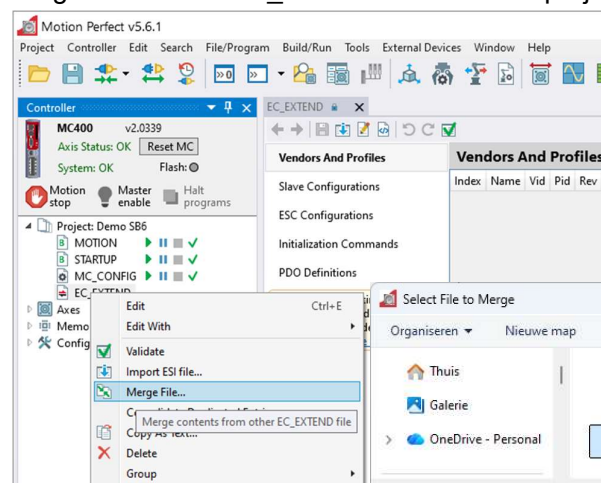 EC_EXTEND
Motion Perfect v5.6.1
Project Controller Edit Search File/Program Build/Run Tools External Devices Window Help
Controller
MC400 v2.0339
Axis Status: OK Reset MC
System: OK Flash:
Motion stop
Master enable
Halt programs
Project: Demo SB6
MOTION
STARTUP
MC_CONFIG
EC_EXTEND
Axes
Memo
Config
EC_EXTEND
Vendors And Profiles
Slave Configurations
ESC Configurations
Initialization Commands
PDO Definitions
Vendors And Profiles
Index Name Vid Pid Rev
Edit Ctrl+E
Edit With
Validate
Import ESI file...
Merge File...
Merge contents from other EC_EXTEND file
Copy As Text...
Delete
Group
Select File to Merge
Organiseren Nieuwe map
Thuis
Galerie
OneDrive - Personal